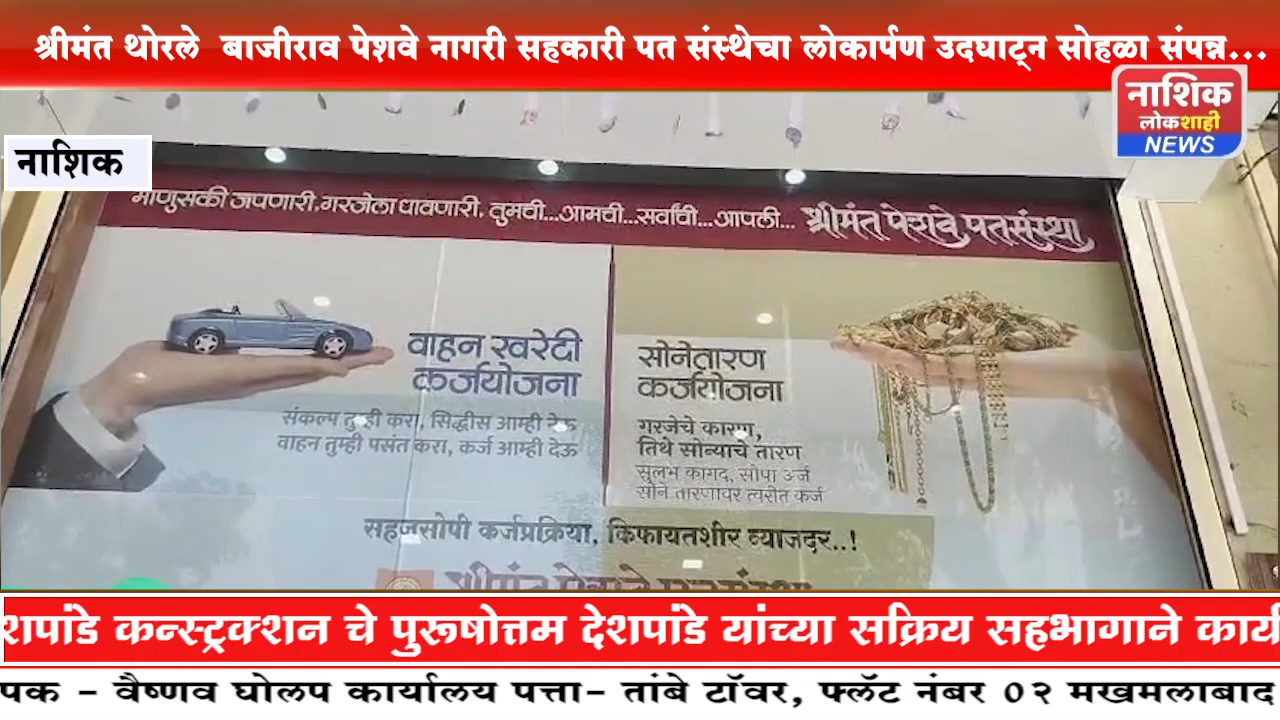 श्रीमंत थोरले बाजीराव पेशवे नागरी सहकारी पत संस्थेचा लोकार्पण उदघाट्न सोहळा संपन्न...
नाशिक
लोकशाही
NEWS
नाशिक
माणुसकी जपणारी, गरजेला धावणारी, तुमची...आमची...सर्वांची...आपली... श्रीमंत पेशवे पतसंस्था
वाहन खरेदी
कर्जयोजना
संकल्प तुम्ही करा, सिद्धीस आम्ही नेऊ
वाहन तुम्ही पसंत करा, कर्ज आम्ही देऊ
सोनेतारण
कर्जयोजना
गरजेचे कारण,
तिथे सोन्याचे तारण
सुलभ कागद, सोपा अर्ज
सोने तारणावर त्वरीत कर्ज
सहजसोपी कर्जप्रक्रिया, किफायतशीर व्याजदर..!
श्रीमंत पेशवे पतसंस्था
शपांडे कन्स्ट्रक्शन चे पुरूषोत्तम देशपांडे यांच्या सक्रिय सहभागाने कार्य
पक - वैष्णव घोलप कार्यालय पत्ता- तांबे टॉवर, फ्लॅट नंबर ०२ मखमलाबाद